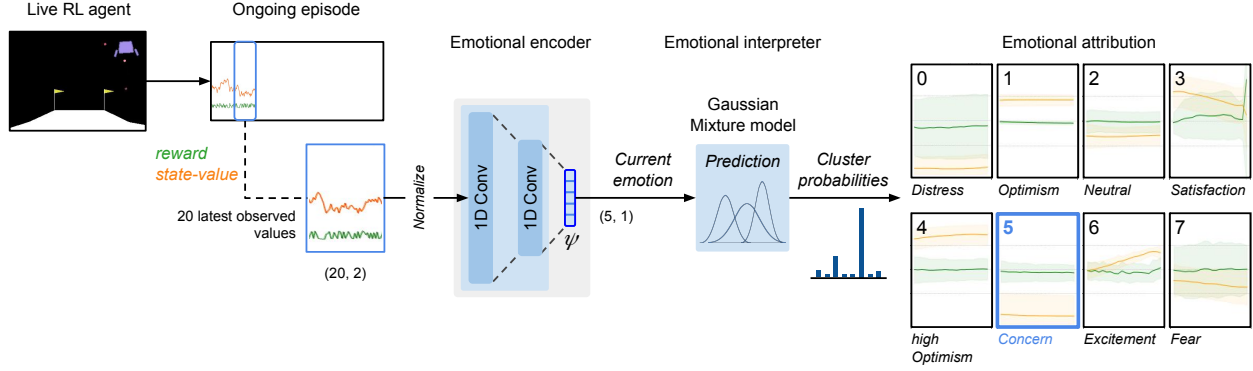 Live RL agent
Ongoing episode
Emotional encoder
Emotional interpreter
Emotional attribution
reward
state-value
20 latest observed
values
(20, 2)
Normalize
1D Conv
1D Conv
ψ
Current
emotion
(5, 1)
Gaussian
Mixture model
Prediction
Cluster
probabilities
0
1
2
3
Distress
Optimism
Neutral
Satisfaction
4
5
6
7
high
Optimism
Concern
Excitement
Fear